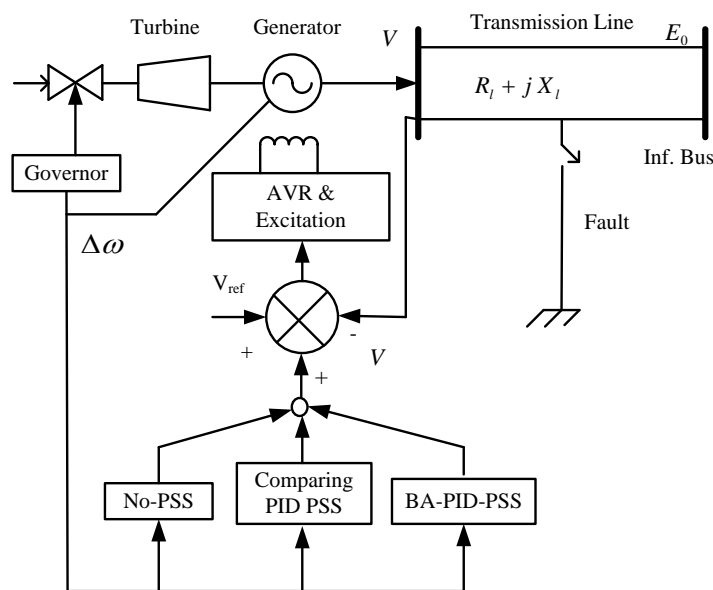 Turbine
Generator
V
Transmission Line
E₀
Rₗ + j Xₗ
Governor
Inf. Bus
AVR &
Excitation
Fault
Δω
V_ref
+
-
V
+
No-PSS
Comparing
PID PSS
BA-PID-PSS